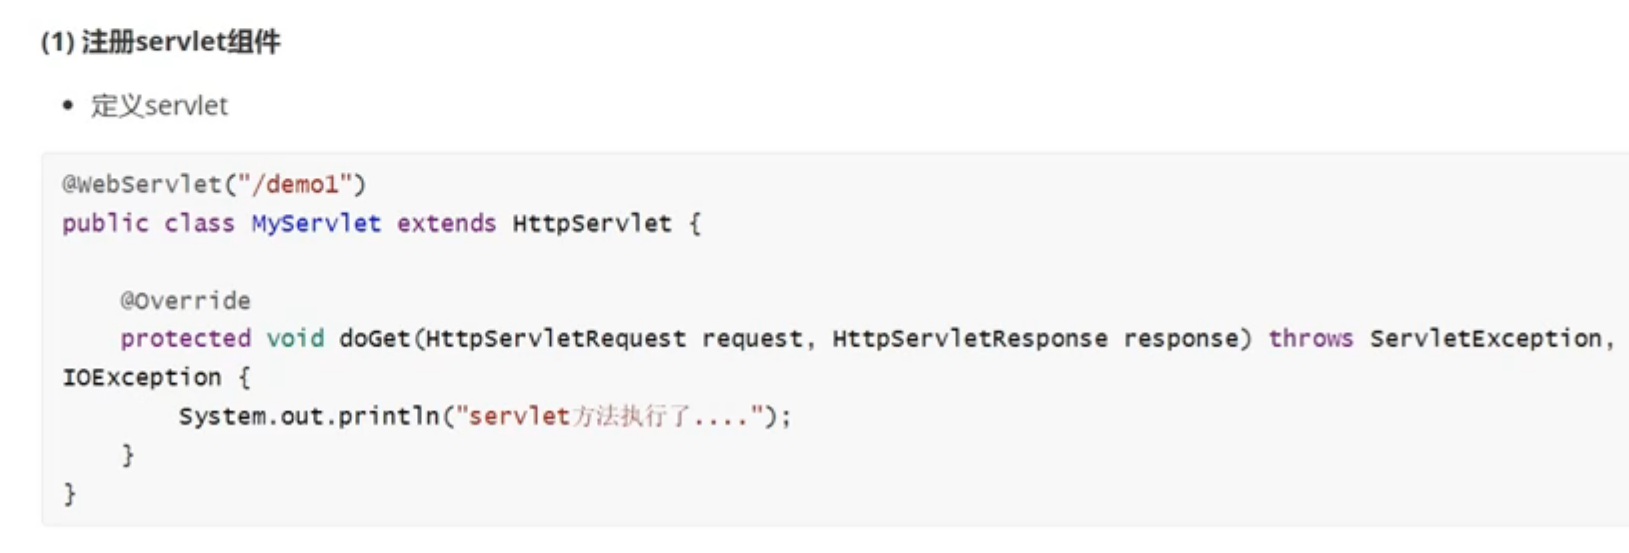 (1) 注册servlet组件
• 定义servlet
@WebServlet("/demo1")
public class MyServlet extends HttpServlet {
@Override
protected void doGet(HttpServletRequest request, HttpServletResponse response) throws ServletException,
IOException {
System.out.println("servlet方法执行了....");
}
}